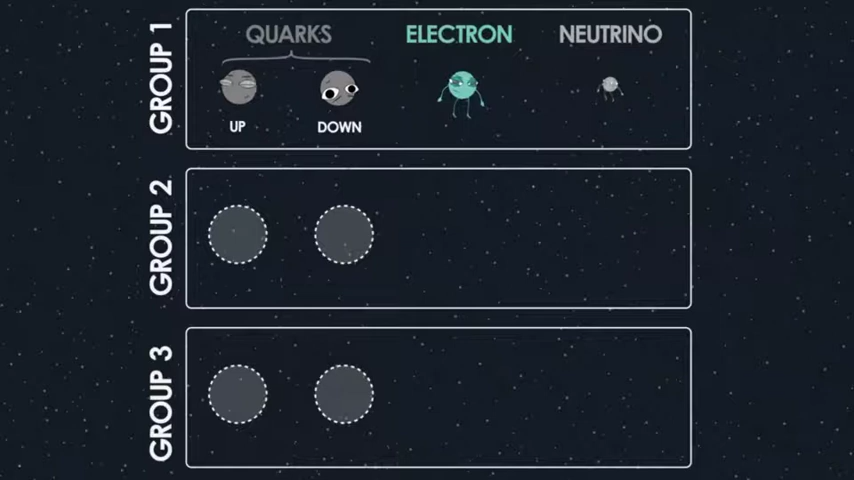 GROUP 1
QUARKS
ELECTRON
NEUTRINO
UP
DOWN
GROUP 2
GROUP 3